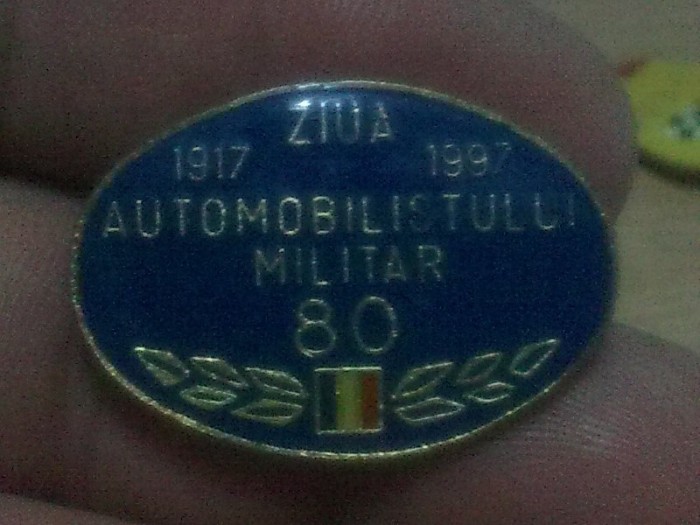 ZIUA
1917 1997
AUTOMOBILISTULUI
MILITAR
80